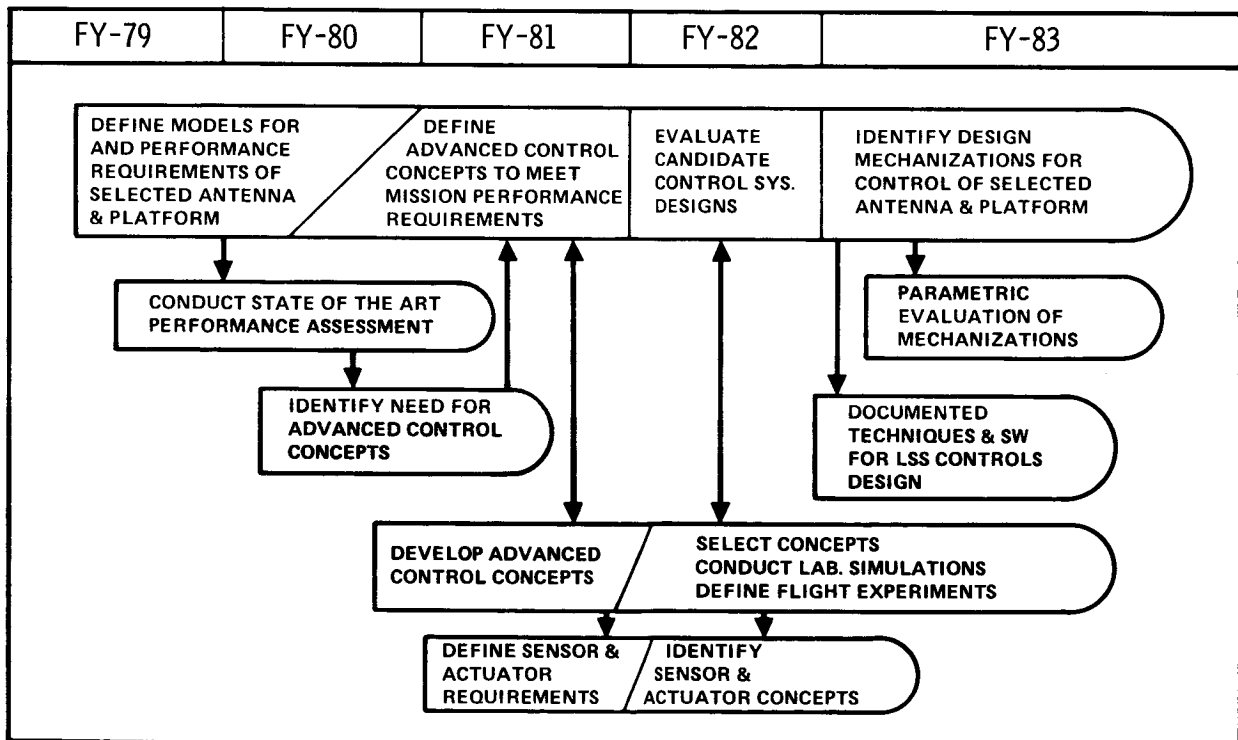 FY-79
FY-80
FY-81
FY-82
FY-83
DEFINE MODELS FOR
AND PERFORMANCE
REQUIREMENTS OF
SELECTED ANTENNA
& PLATFORM
DEFINE
ADVANCED CONTROL
CONCEPTS TO MEET
MISSION PERFORMANCE
REQUIREMENTS
EVALUATE
CANDIDATE
CONTROL SYS.
DESIGNS
IDENTIFY DESIGN
MECHANIZATIONS FOR
CONTROL OF SELECTED
ANTENNA & PLATFORM
CONDUCT STATE OF THE ART
PERFORMANCE ASSESSMENT
PARAMETRIC
EVALUATION OF
MECHANIZATIONS
IDENTIFY NEED FOR
ADVANCED CONTROL
CONCEPTS
DOCUMENTED
TECHNIQUES & SW
FOR LSS CONTROLS
DESIGN
DEVELOP ADVANCED
CONTROL CONCEPTS
SELECT CONCEPTS
CONDUCT LAB. SIMULATIONS
DEFINE FLIGHT EXPERIMENTS
DEFINE SENSOR &
ACTUATOR
REQUIREMENTS
IDENTIFY
SENSOR &
ACTUATOR CONCEPTS